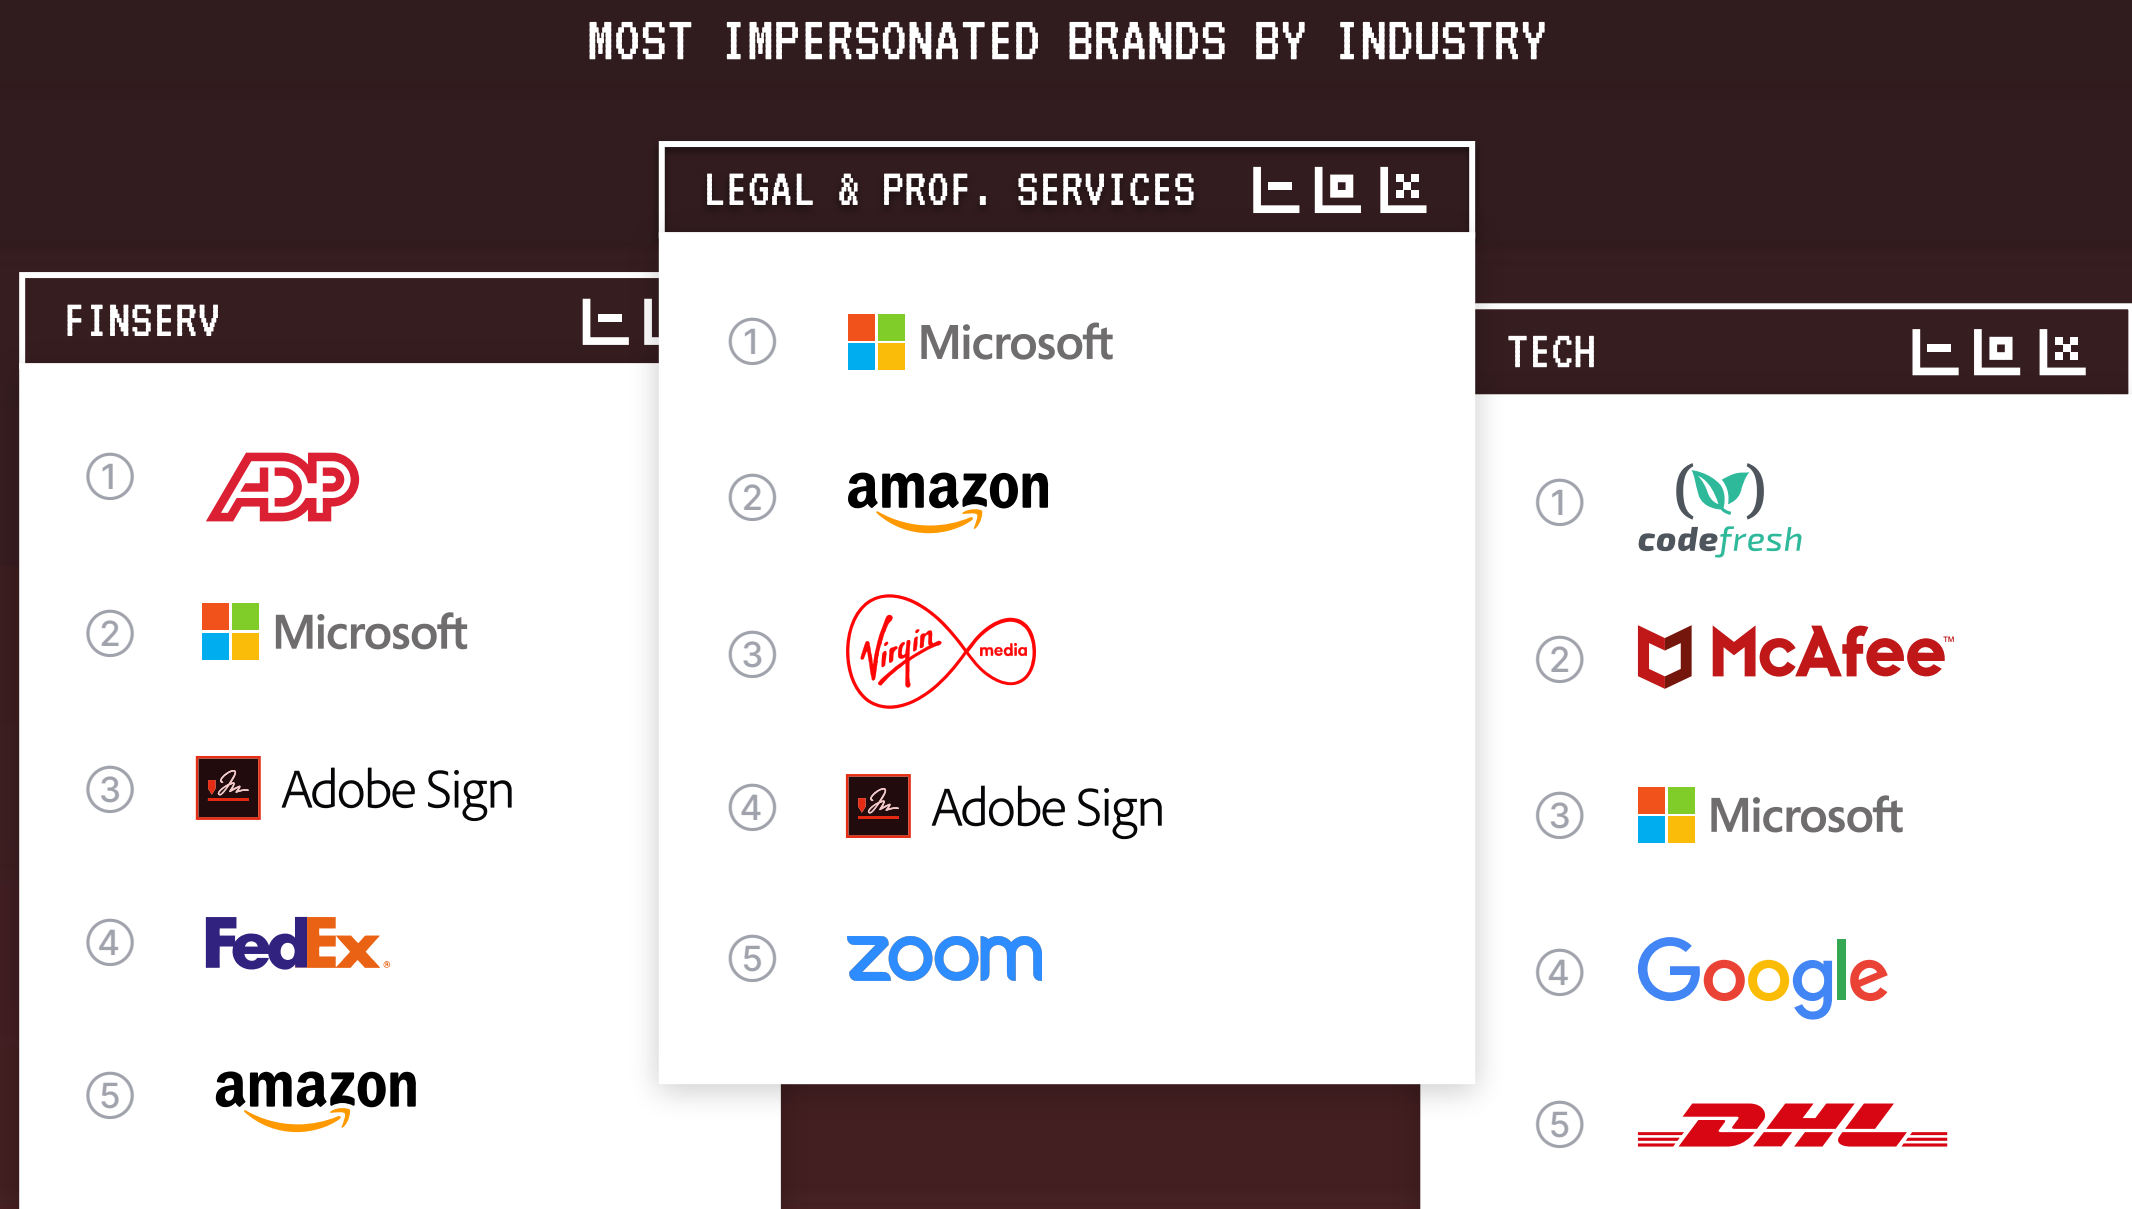 MOST IMPERSONATED BRANDS BY INDUSTRY
FINSERV
1 ADP
2 Microsoft
3 Adobe Sign
4 FedEx®
5 amazon
LEGAL & PROF. SERVICES
1 Microsoft
2 amazon
3 Virgin media
4 Adobe Sign
5 zoom
TECH
1 codefresh
2 McAfee™
3 Microsoft
4 Google
5 DHL